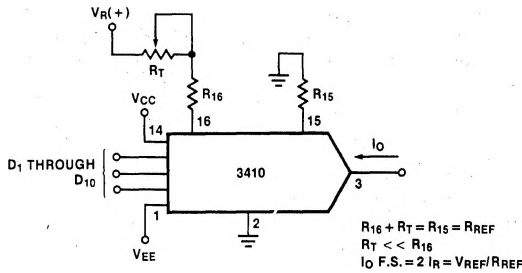 VR(+)
RT
R16
R15
VCC
14
16
15
IO
D1 THROUGH
D10
3410
3
1
2
VEE
R16 + RT = R15 = RREF
RT << R16
IO F.S. = 2 IR = VREF/RREF